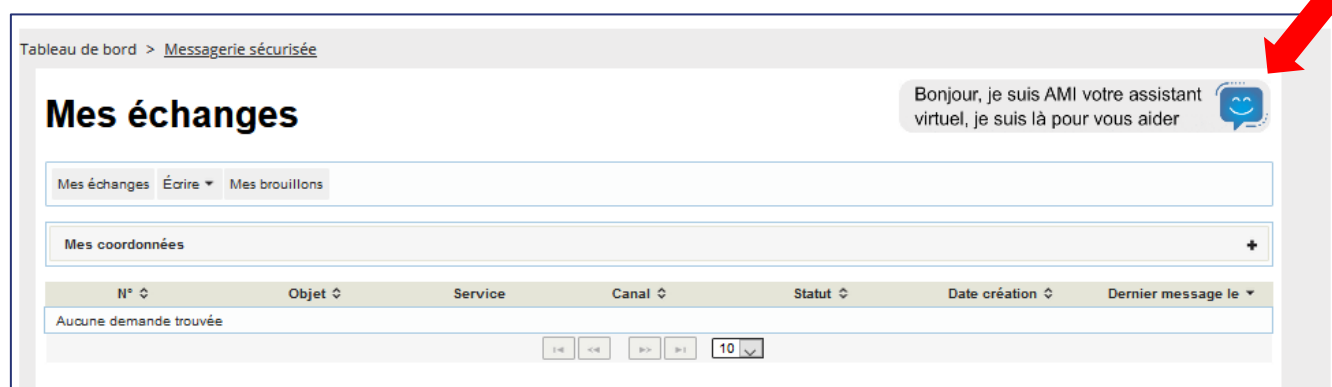 Tableau de bord > Messagerie sécurisée
Mes échanges
Bonjour, je suis AMI votre assistant
virtuel, je suis là pour vous aider
Mes échanges Écrire Mes brouillons
Mes coordonnées +
N° Objet Service Canal Statut Date création Dernier message le
Aucune demande trouvée
10